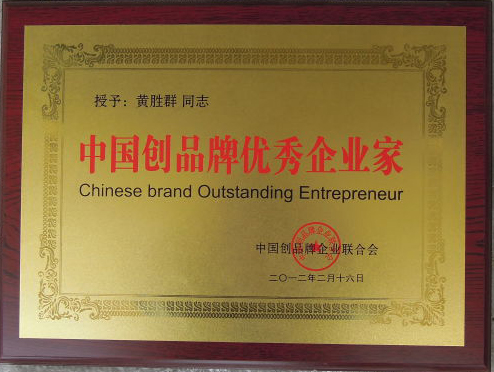 授予：黄胜群 同志
中国创品牌优秀企业家
Chinese brand Outstanding Entrepreneur
中国创品牌企业联合会
二〇一二年二月十六日